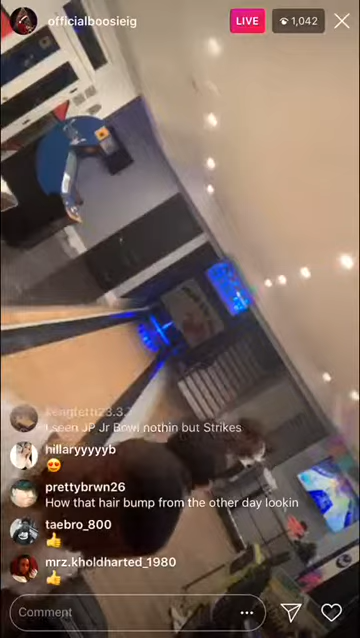 officialboosieig
LIVE
1,042
I seen JP Jr Bowl nothin but Strikes
hillaryyyyyb
😍
prettybrwn26
How that hair bump from the other day lookin
taebro_800
👍
mrz.kholdharted_1980
👍
Comment